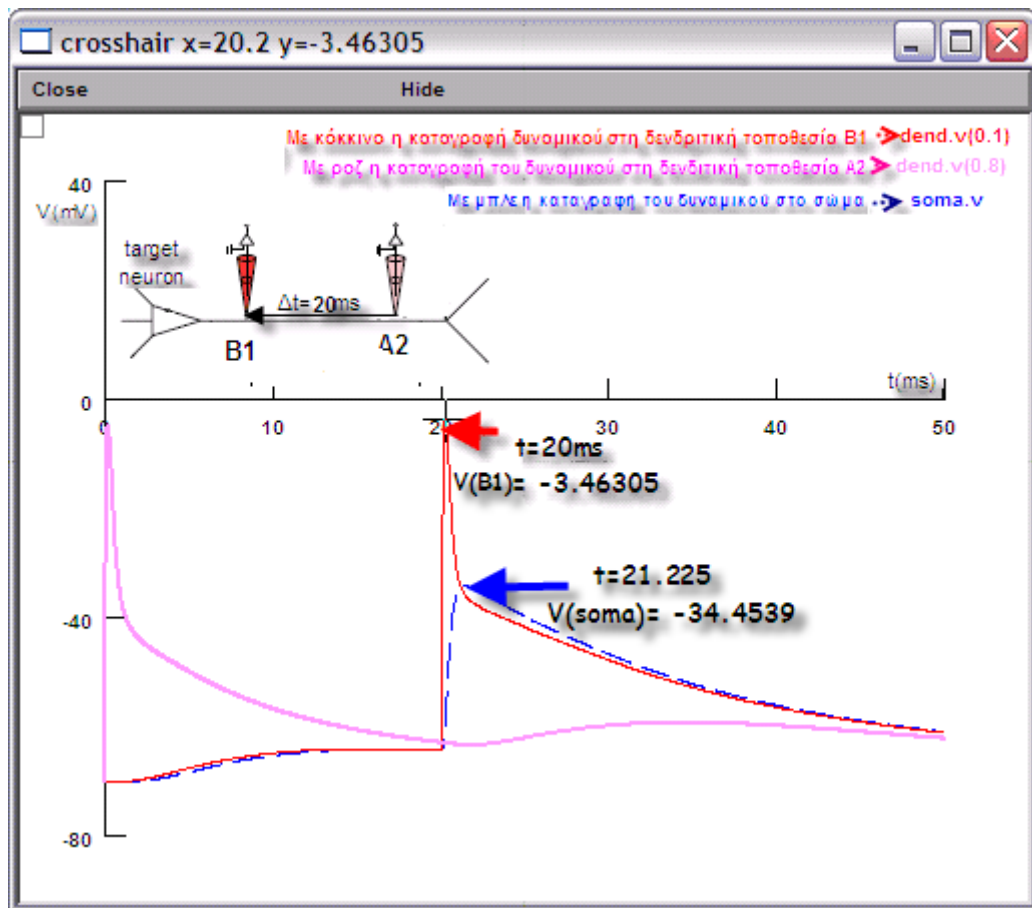 crosshair x=20.2 y=-3.46305
Close Hide
Με κόκκινο η καταγραφή δυνομικού στη δενδριτική τοποθεσία B1 dend.v(0.1)
Με ροζ η καταγραφή του δυνομικού στη δενδιτική τοποθεσία A2 dend.v(0.8)
Με μπλε η καταγραφή του δυναμικού στο σώμα soma.v
40
V(mV)
target
neuron
Δt=20ms
B1 A2
t(ms)
0
0 10 20 30 40 50
t=20ms
V(B1)= -3.46305
t=21.225
V(soma)= -34.4539
-40
-80